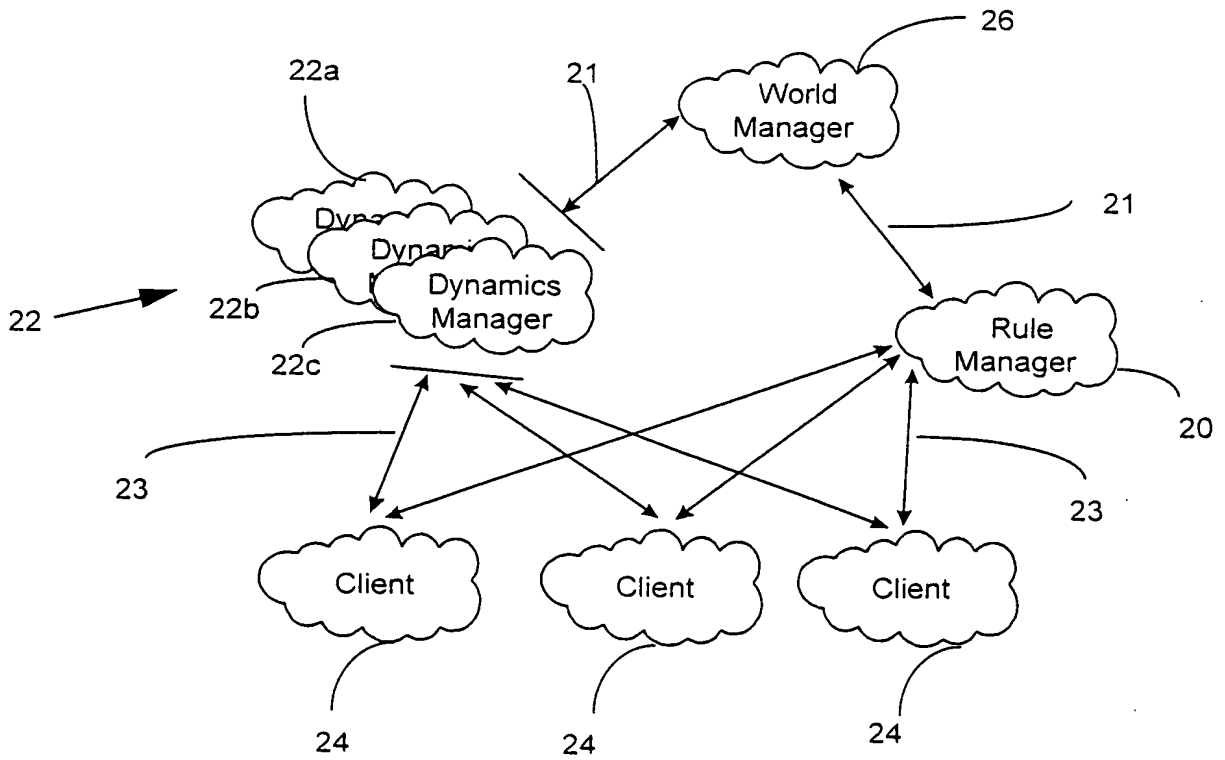 26
22a
21
World
Manager
21
Dynamics
Manager
22b
22
22c
Rule
Manager
20
23
23
Client
Client
Client
24
24
24